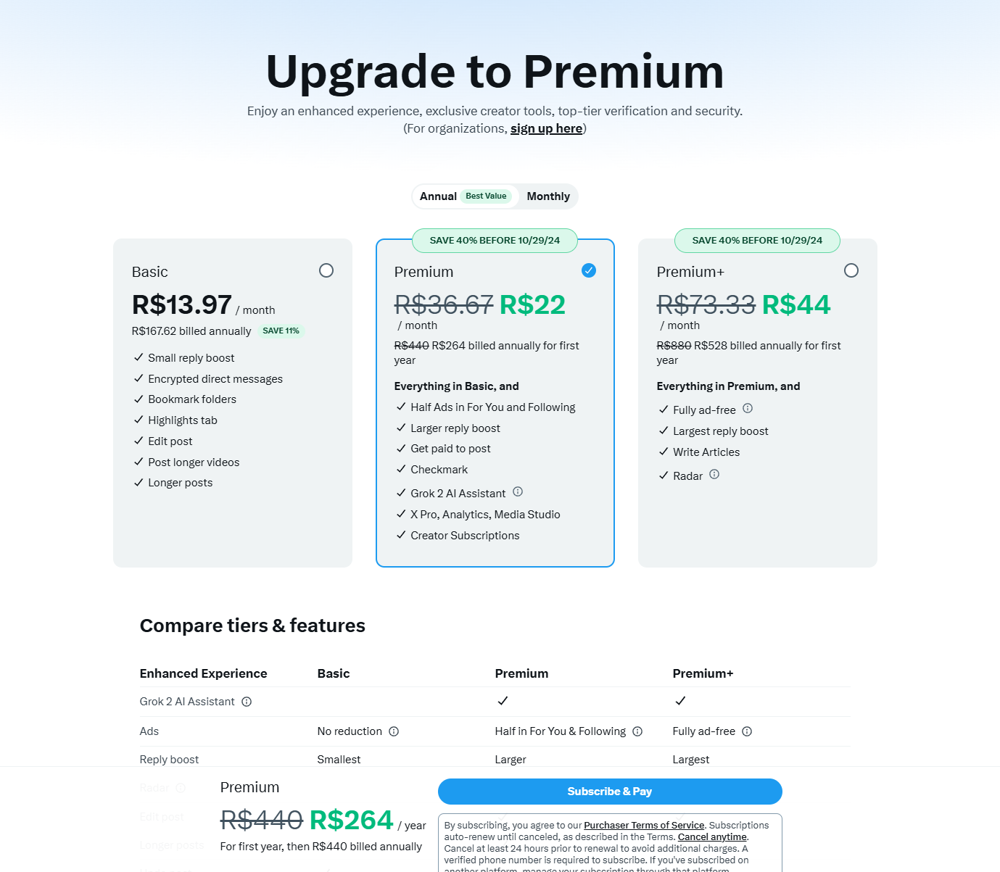 Upgrade to Premium
Enjoy an enhanced experience, exclusive creator tools, top-tier verification and security.
(For organizations, sign up here)
Annual Best Value Monthly
Basic
R$13.97 / month
R$167.62 billed annually SAVE 11%
Small reply boost
Encrypted direct messages
Bookmark folders
Highlights tab
Edit post
Post longer videos
Longer posts
SAVE 40% BEFORE 10/29/24
Premium
R$36.67 R$22
/ month
R$440 R$264 billed annually for first
year
Everything in Basic, and
Half Ads in For You and Following
Larger reply boost
Get paid to post
Checkmark
Grok 2 AI Assistant
X Pro, Analytics, Media Studio
Creator Subscriptions
SAVE 40% BEFORE 10/29/24
Premium+
R$73.33 R$44
/ month
R$880 R$528 billed annually for first
year
Everything in Premium, and
Fully ad-free
Largest reply boost
Write Articles
Radar
Compare tiers & features
Enhanced Experience Basic Premium Premium+
Grok 2 AI Assistant
Ads No reduction Half in For You & Following Fully ad-free
Reply boost Smallest Larger Largest
Radar
Edit post
Longer posts
Premium
R$440 R$264 / year
For first year, then R$440 billed annually
Subscribe & Pay
By subscribing, you agree to our Purchaser Terms of Service. Subscriptions
auto-renew until canceled, as described in the Terms. Cancel anytime.
Cancel at least 24 hours prior to renewal to avoid additional charges. A
verified phone number is required to subscribe. If you've subscribed on
another platform, manage your subscription through that platform.